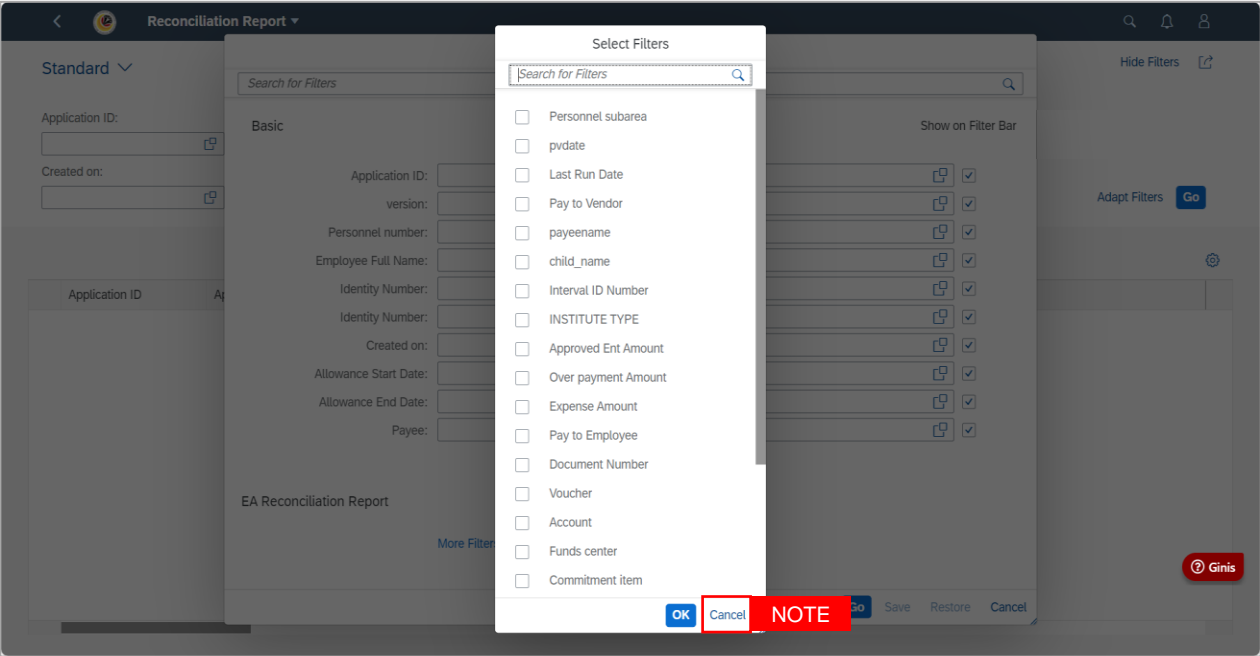 Reconciliation Report
Standard
Hide Filters
Application ID:
Created on:
Adapt Filters
Go
Application ID
Search for Filters
Basic
Show on Filter Bar
Application ID:
version:
Personnel number:
Employee Full Name:
Identity Number:
Identity Number:
Created on:
Allowance Start Date:
Allowance End Date:
Payee:
EA Reconciliation Report
More Filters
Go
Save
Restore
Cancel
Select Filters
Search for Filters
Personnel subarea
pvdate
Last Run Date
Pay to Vendor
payeename
child_name
Interval ID Number
INSTITUTE TYPE
Approved Ent Amount
Over payment Amount
Expense Amount
Pay to Employee
Document Number
Voucher
Account
Funds center
Commitment item
OK
Cancel
NOTE
Ginis